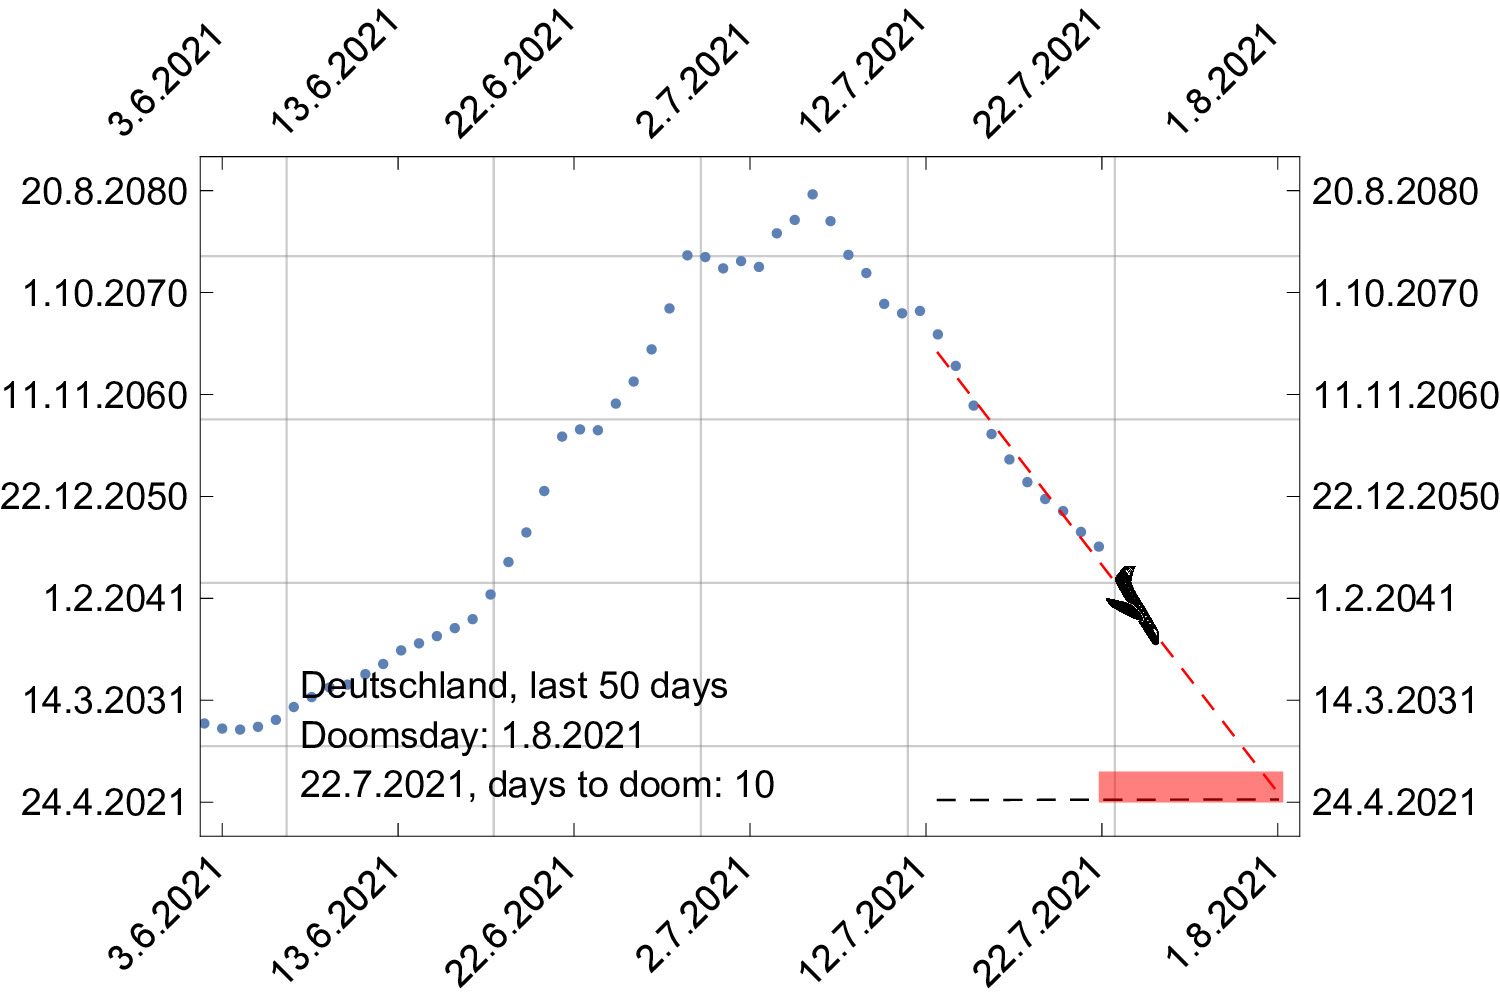 3.6.2021 13.6.2021 22.6.2021 2.7.2021 12.7.2021 22.7.2021 1.8.2021
20.8.2080 20.8.2080
1.10.2070 1.10.2070
11.11.2060 11.11.2060
22.12.2050 22.12.2050
1.2.2041 1.2.2041
14.3.2031 14.3.2031
24.4.2021 24.4.2021
Deutschland, last 50 days
Doomsday: 1.8.2021
22.7.2021, days to doom: 10
3.6.2021 13.6.2021 22.6.2021 2.7.2021 12.7.2021 22.7.2021 1.8.2021